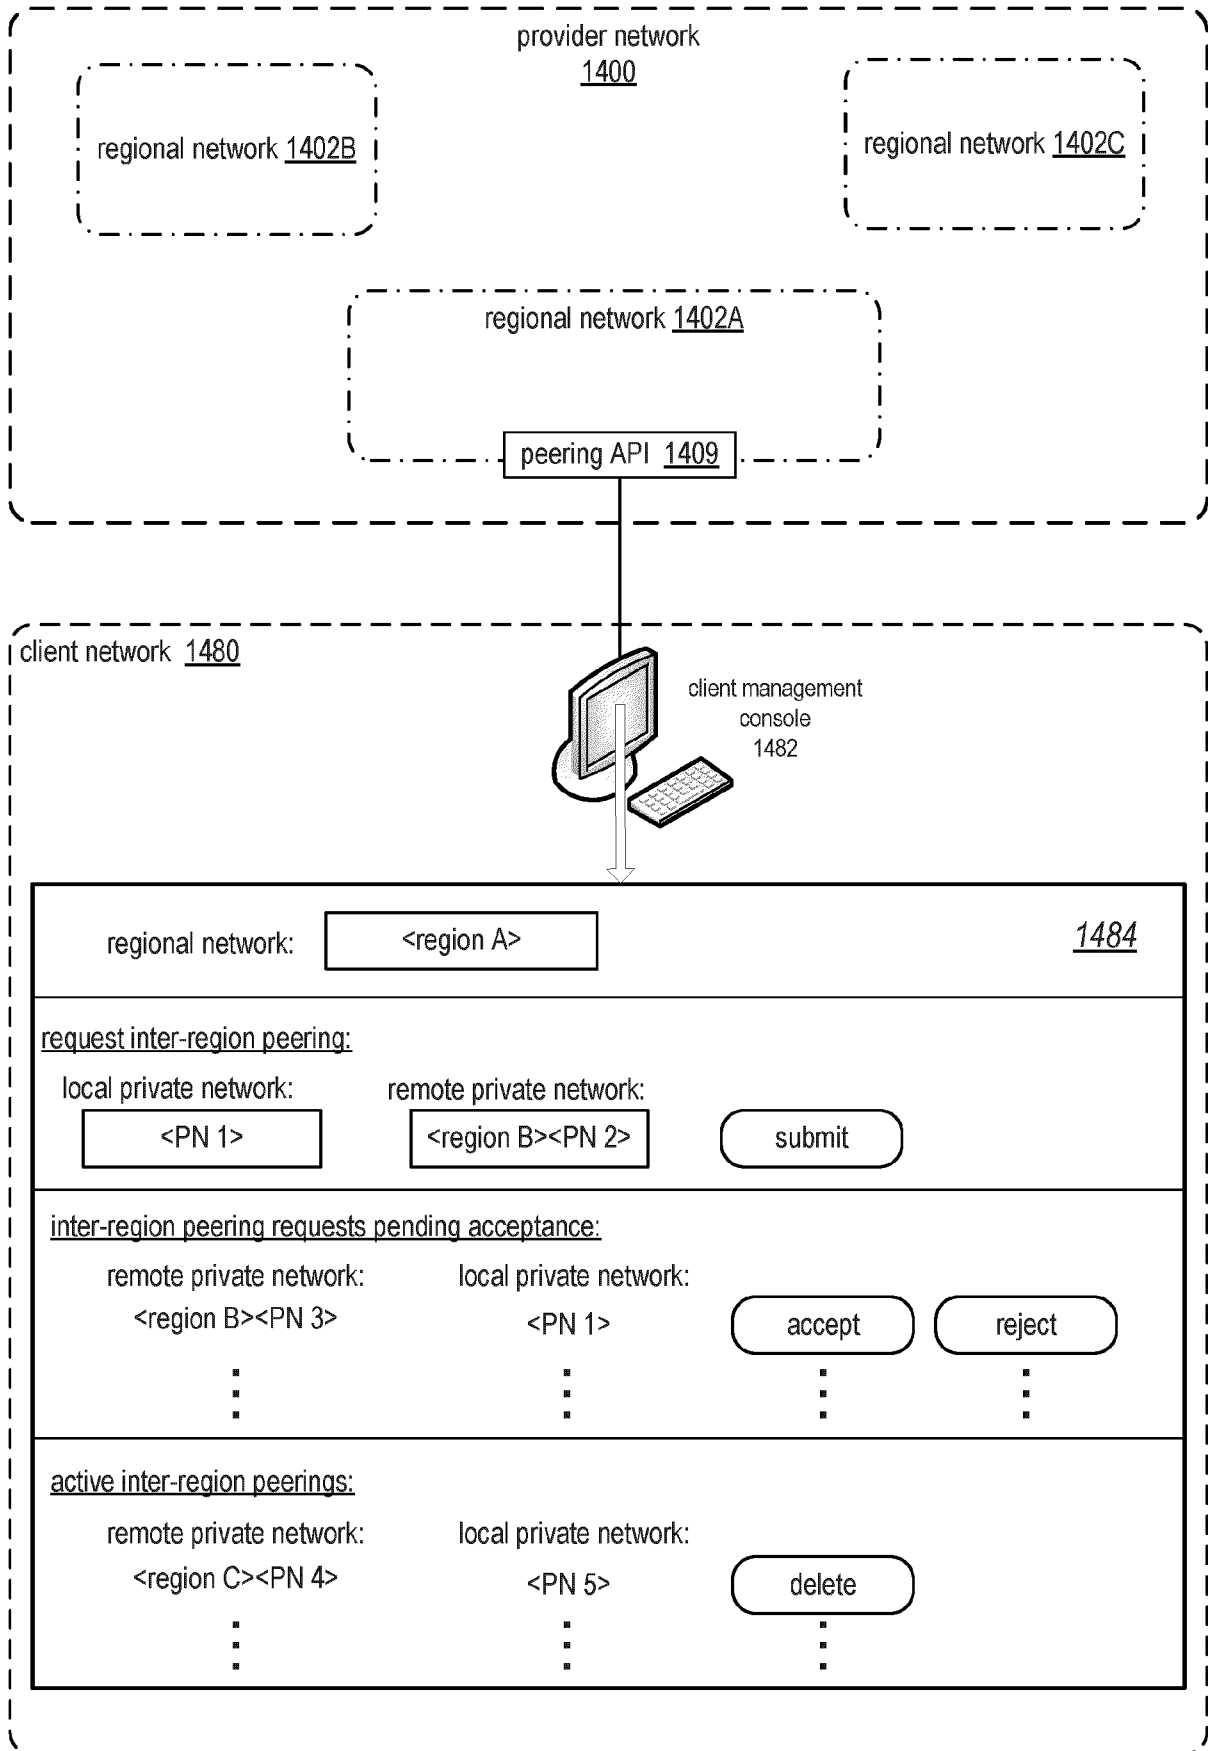 provider network
1400
regional network 1402B
regional network 1402C
regional network 1402A
peering API 1409
client network 1480
client management
console
1482
regional network: <region A>
1484
request inter-region peering:
local private network: remote private network:
<PN 1> <region B><PN 2> submit
inter-region peering requests pending acceptance:
remote private network: local private network:
<region B><PN 3> <PN 1> accept reject
active inter-region peerings:
remote private network: local private network:
<region C><PN 4> <PN 5> delete